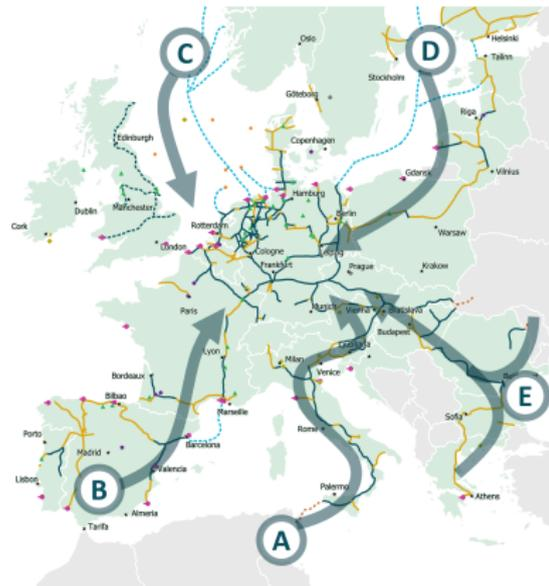 C
D
Oslo
Helsinki
Tallinn
Stockholm
Göteborg
Riga
Edinburgh
Copenhagen
Vilnius
Gdansk
Dublin
Manchester
Hamburg
Cork
Rotterdam
Berlin
Warsaw
London
Cologne
Leipzig
Frankfurt
Prague
Krakow
Paris
Munich
Vienna
Bratislava
Budapest
Lyon
Milan
Venice
Bordeaux
E
Bilbao
Marseille
Sofia
Porto
Barcelona
Rome
Madrid
Valencia
Lisbon
B
Palermo
Athens
Almeria
Tarifa
A